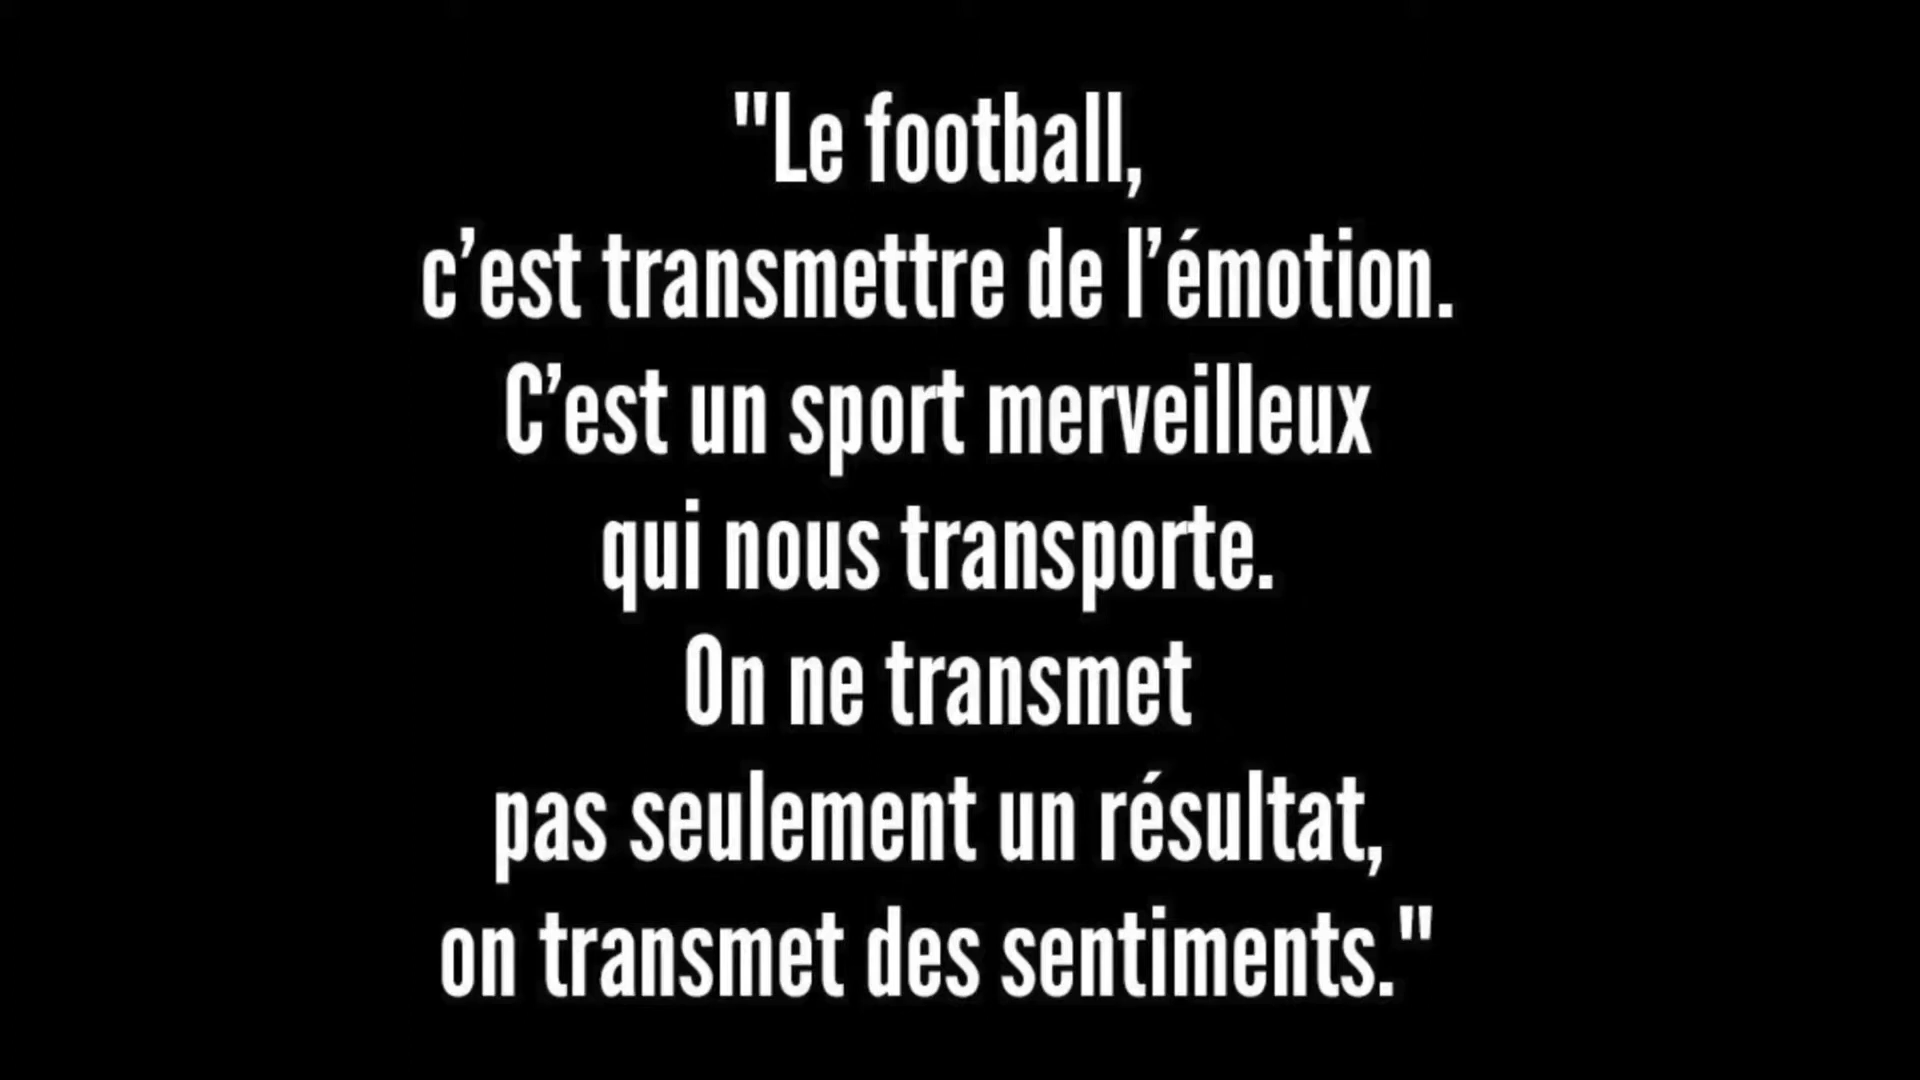 "Le football,
c’est transmettre de l’émotion.
C’est un sport merveilleux
qui nous transporte.
On ne transmet
pas seulement un résultat,
on transmet des sentiments."